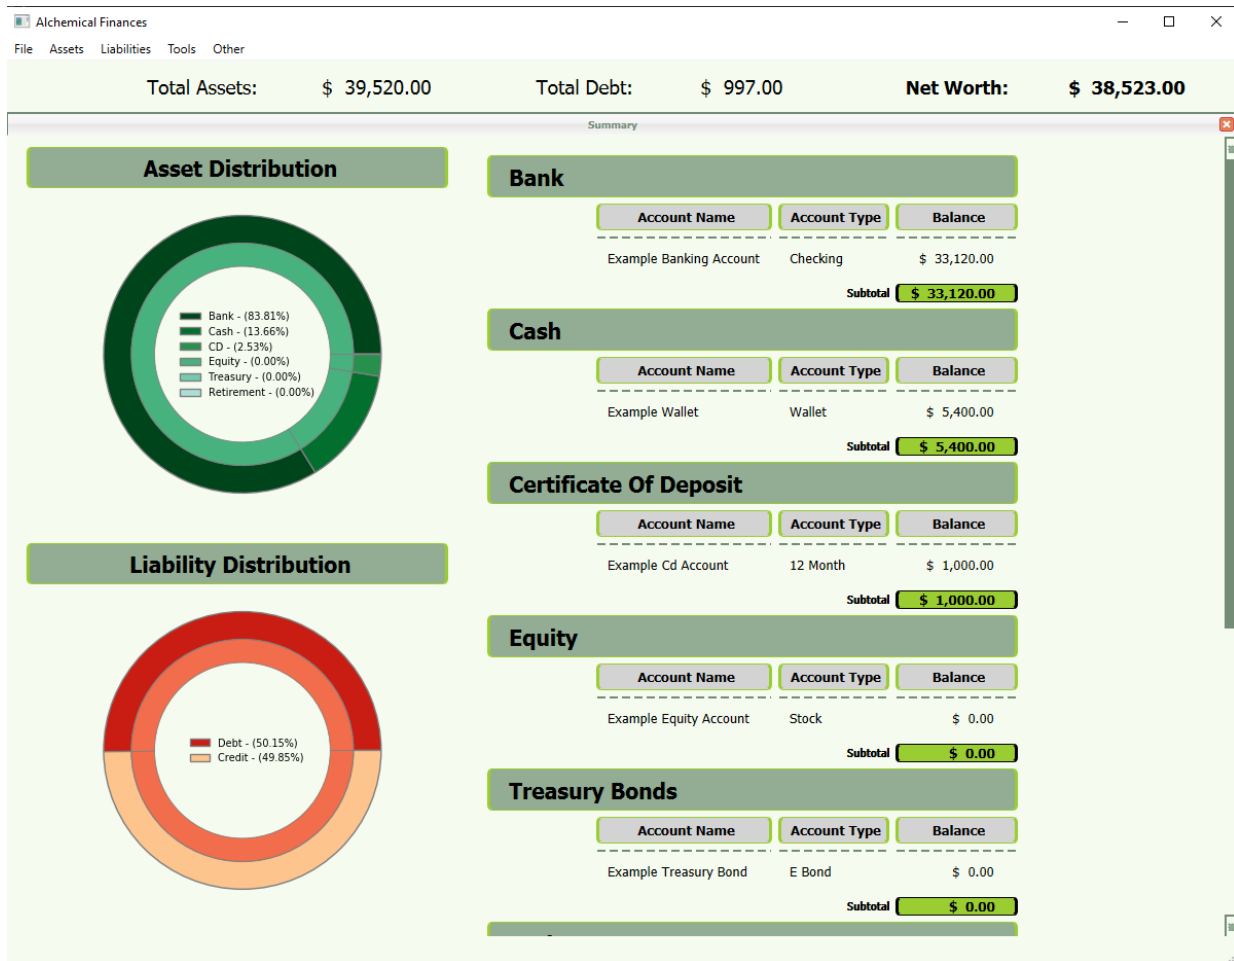 Alchemical Finances
File Assets Liabilities Tools Other
Total Assets: $ 39,520.00 Total Debt: $ 997.00 Net Worth: $ 38,523.00
Summary
Asset Distribution
Bank - (83.81%)
Cash - (13.66%)
CD - (2.53%)
Equity - (0.00%)
Treasury - (0.00%)
Retirement - (0.00%)
Liability Distribution
Debt - (50.15%)
Credit - (49.85%)
Bank
Account Name Account Type Balance
Example Banking Account Checking $ 33,120.00
Subtotal $ 33,120.00
Cash
Account Name Account Type Balance
Example Wallet Wallet $ 5,400.00
Subtotal $ 5,400.00
Certificate Of Deposit
Account Name Account Type Balance
Example Cd Account 12 Month $ 1,000.00
Subtotal $ 1,000.00
Equity
Account Name Account Type Balance
Example Equity Account Stock $ 0.00
Subtotal $ 0.00
Treasury Bonds
Account Name Account Type Balance
Example Treasury Bond E Bond $ 0.00
Subtotal $ 0.00